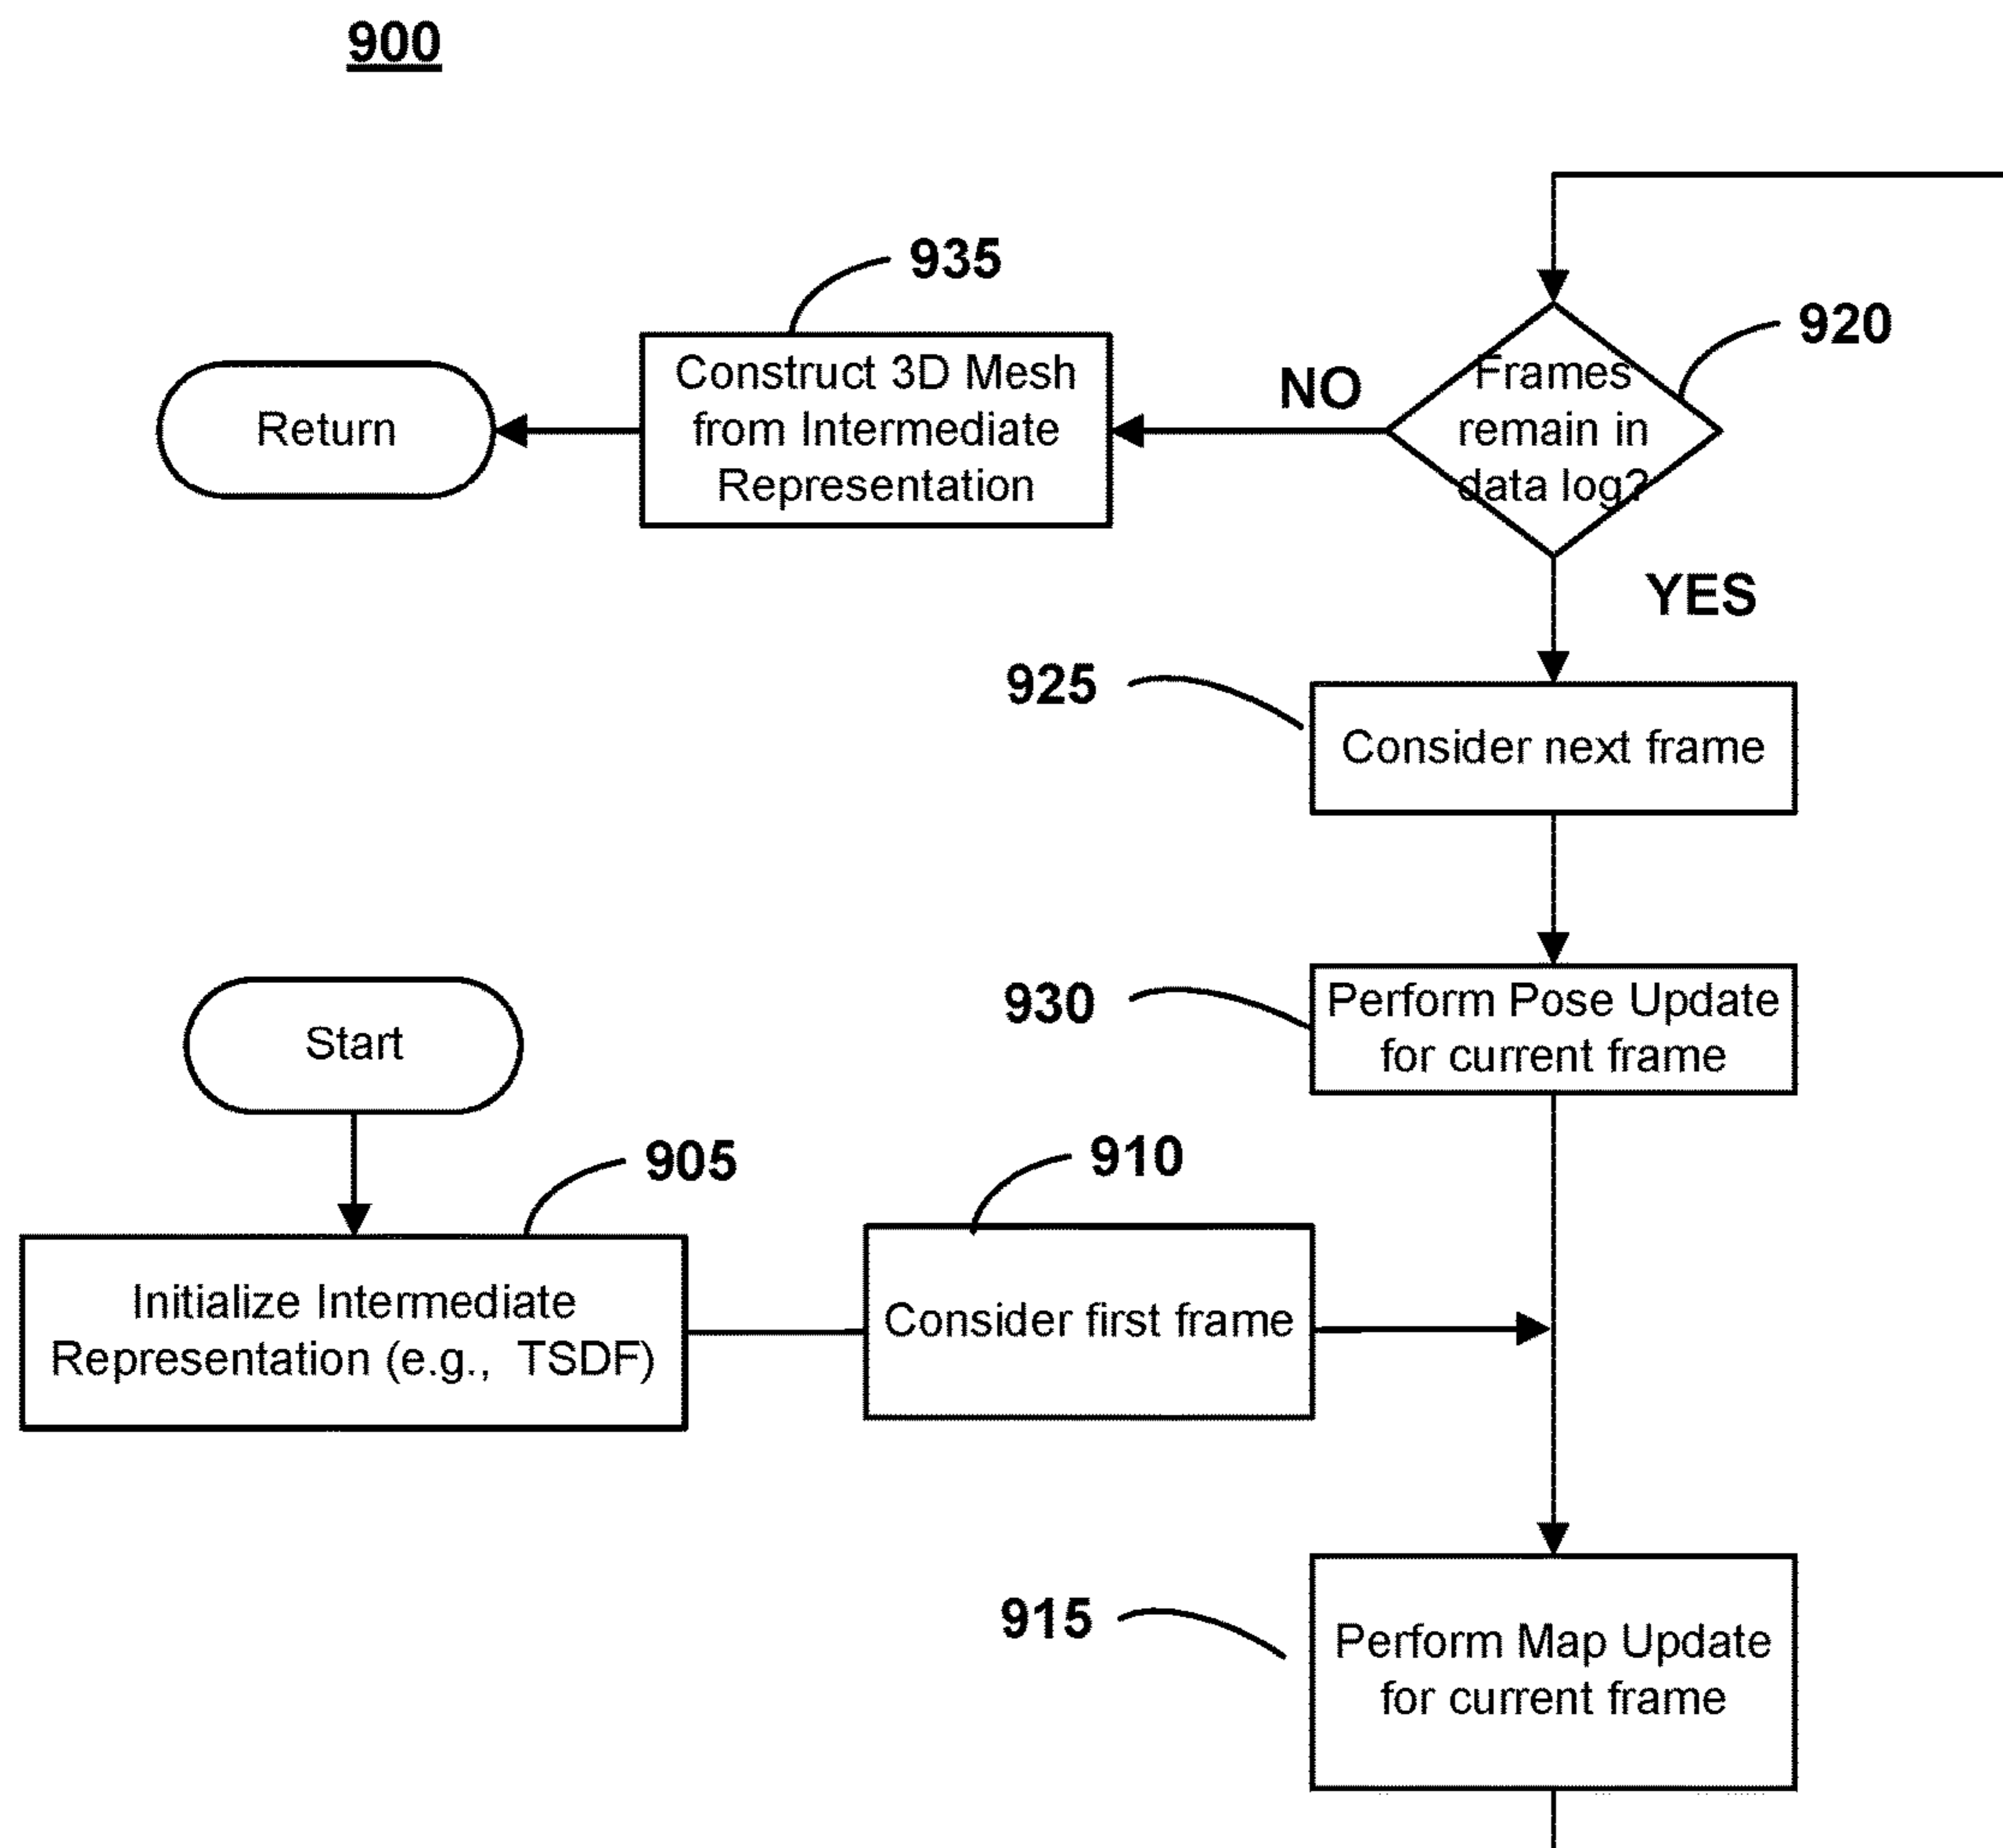 900
935
Construct 3D Mesh
from Intermediate
Representation
Return
NO
920
Frames
remain in
data log?
YES
925
Consider next frame
930
Perform Pose Update
for current frame
Start
905
Initialize Intermediate
Representation (e.g., TSDF)
910
Consider first frame
915
Perform Map Update
for current frame